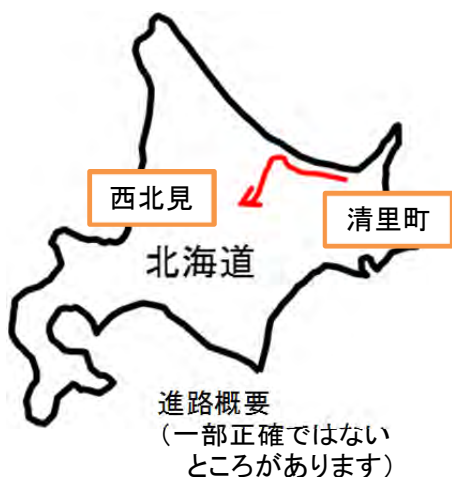 西北見
清里町
北海道
進路概要
（一部正確ではない
ところがあります）